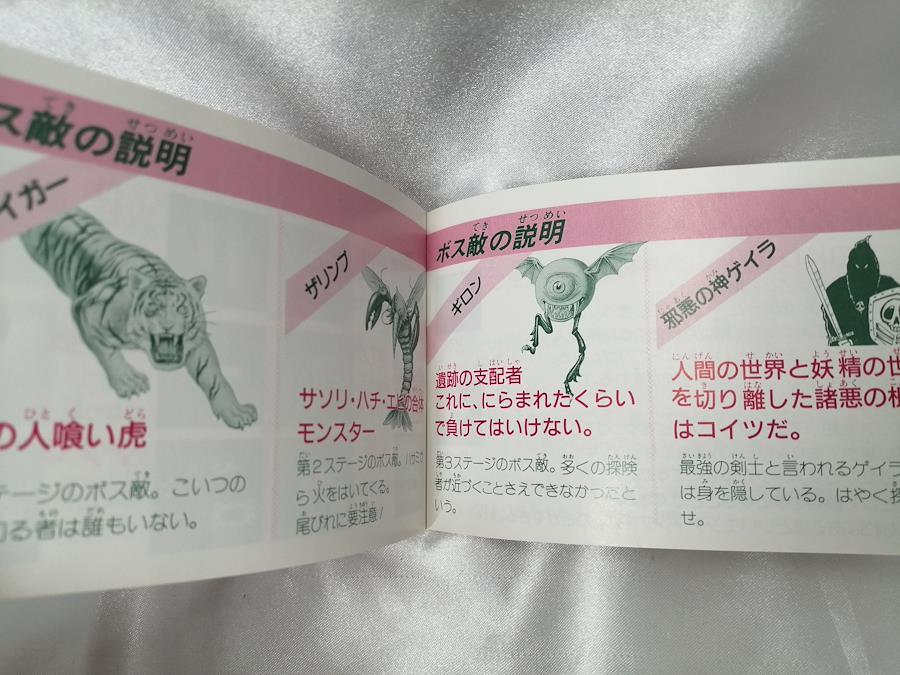 ス敵の説明
イガー
の人喰い虎
テージのボス敵。こいつの
る者は誰もいない。
ザリンプ
サソリ・ハチ・エビの合体
モンスター
第2ステージのボス敵。ハサミか
ら火をはいてくる。
尾びれに要注意!
ボス敵の説明
ギロン
遺跡の支配者
これに、にらまれたくらい
で負けてはいけない。
第3ステージのボス敵。多くの探険
者が近づくことさえできなかったと
いう。
邪悪の神ゲイラ
人間の世界と妖精の世
を切り離した諸悪の根
はコイツだ。
最強の剣士と言われるゲイラ
は身を隠している。はやく探
せ。